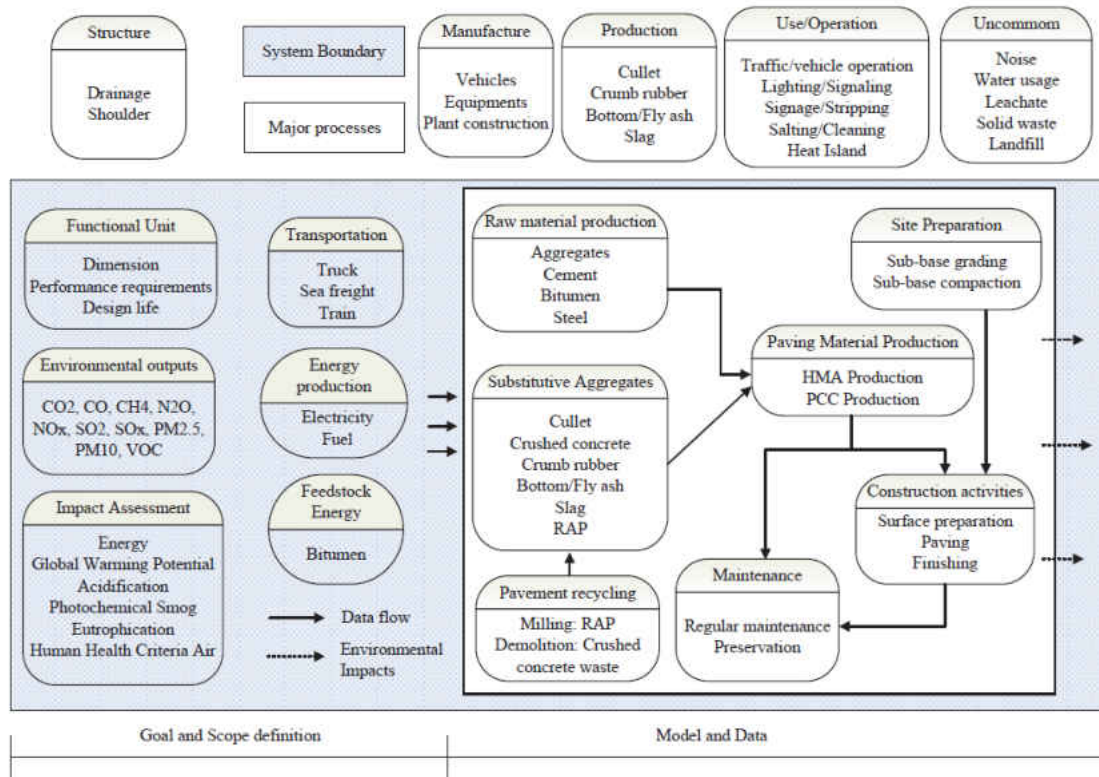 Structure
Drainage
Shoulder
System Boundary
Major processes
Manufacture
Vehicles
Equipments
Plant construction
Production
Cullet
Crumb rubber
Bottom/Fly ash
Slag
Use/Operation
Traffic/vehicle operation
Lighting/Signaling
Signage/Stripping
Salting/Cleaning
Heat Island
Uncommom
Noise
Water usage
Leachate
Solid waste
Landfill
Functional Unit
Dimension
Performance requirements
Design life
Environmental outputs
CO2, CO, CH4, N2O,
NOx, SO2, SOx, PM2.5,
PM10, VOC
Impact Assessment
Energy
Global Warming Potential
Acidification
Photochemical Smog
Eutrophication
Human Health Criteria Air
Transportation
Truck
Sea freight
Train
Energy
production
Electricity
Fuel
Feedstock
Energy
Bitumen
Data flow
Environmental
Impacts
Raw material production
Aggregates
Cement
Bitumen
Steel
Substitutive Aggregates
Cullet
Crushed concrete
Crumb rubber
Bottom/Fly ash
Slag
RAP
Pavement recycling
Milling: RAP
Demolition: Crushed
concrete waste
Site Preparation
Sub-base grading
Sub-base compaction
Paving Material Production
HMA Production
PCC Production
Construction activities
Surface preparation
Paving
Finishing
Maintenance
Regular maintenance
Preservation
Goal and Scope definition
Model and Data